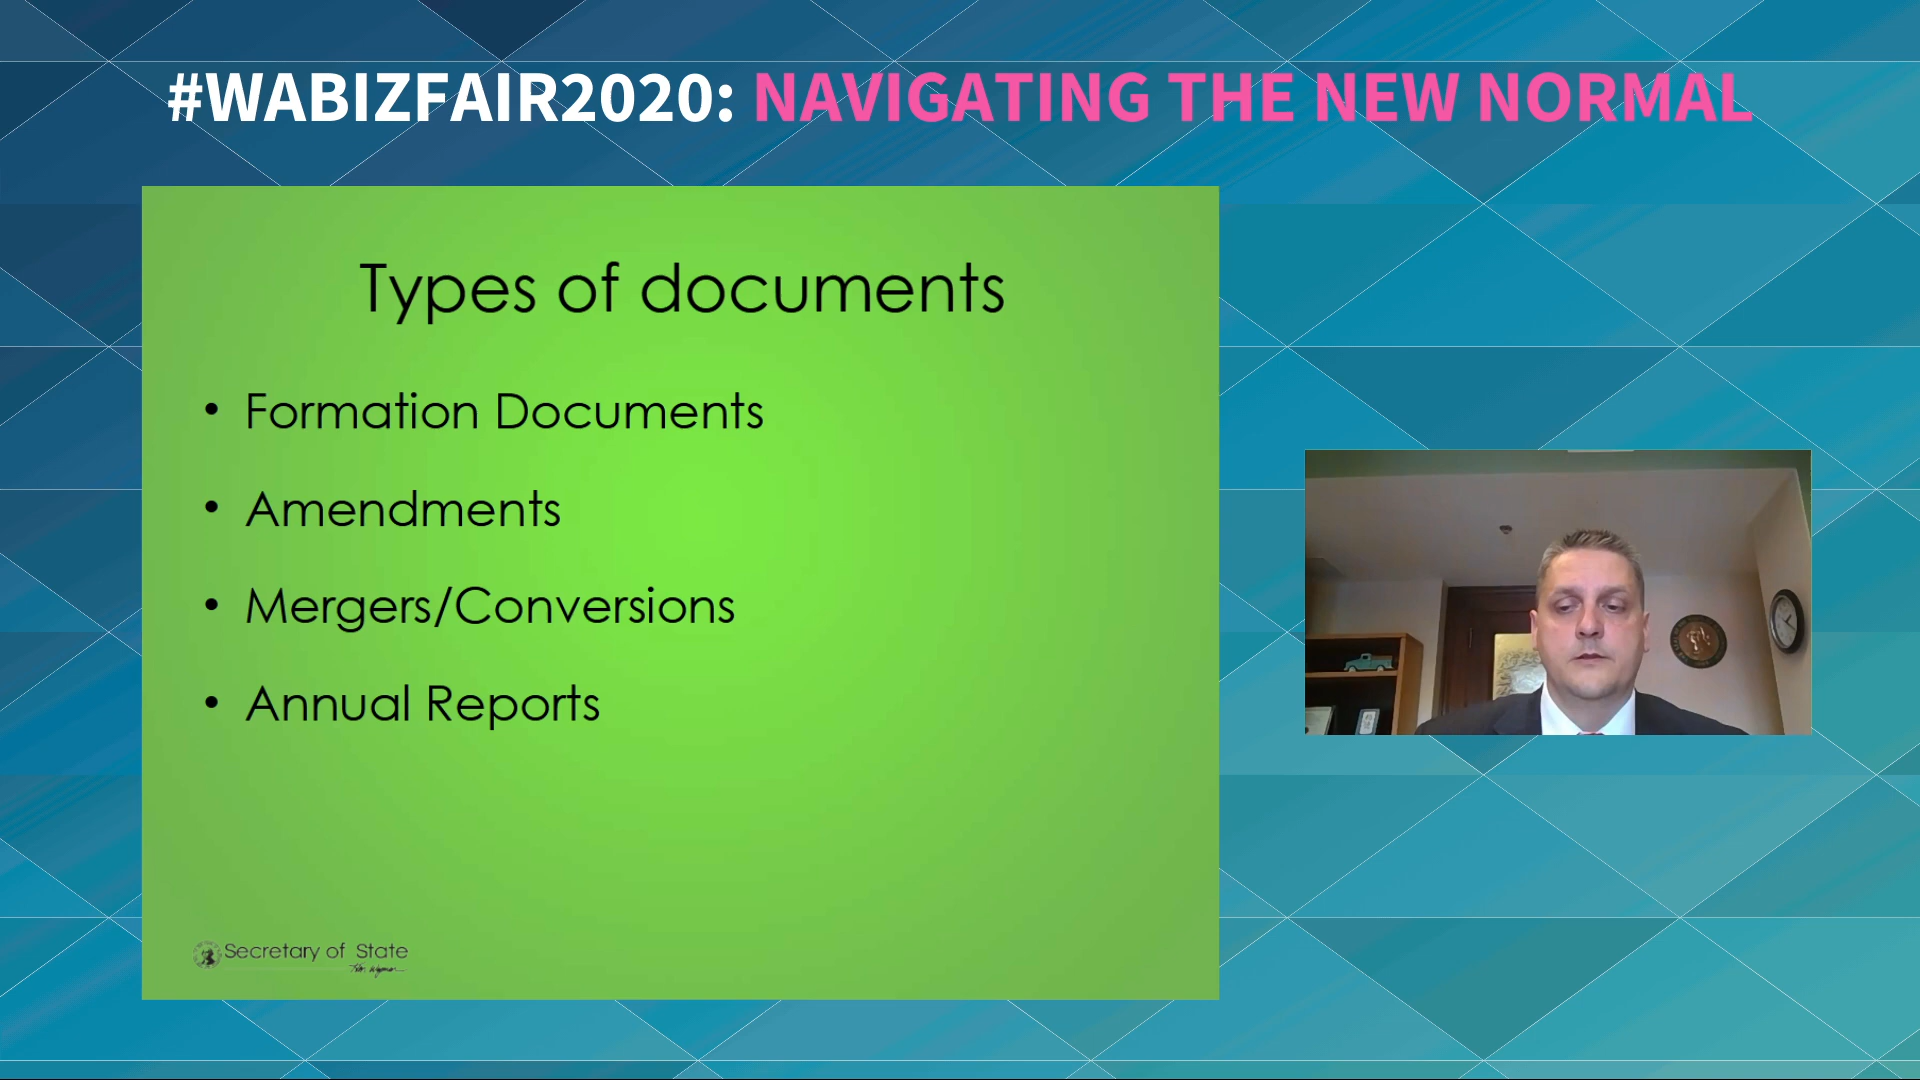 #WABIZFAIR2020: NAVIGATING THE NEW NORMAL
Types of documents
• Formation Documents
• Amendments
• Mergers/Conversions
• Annual Reports
Secretary of State